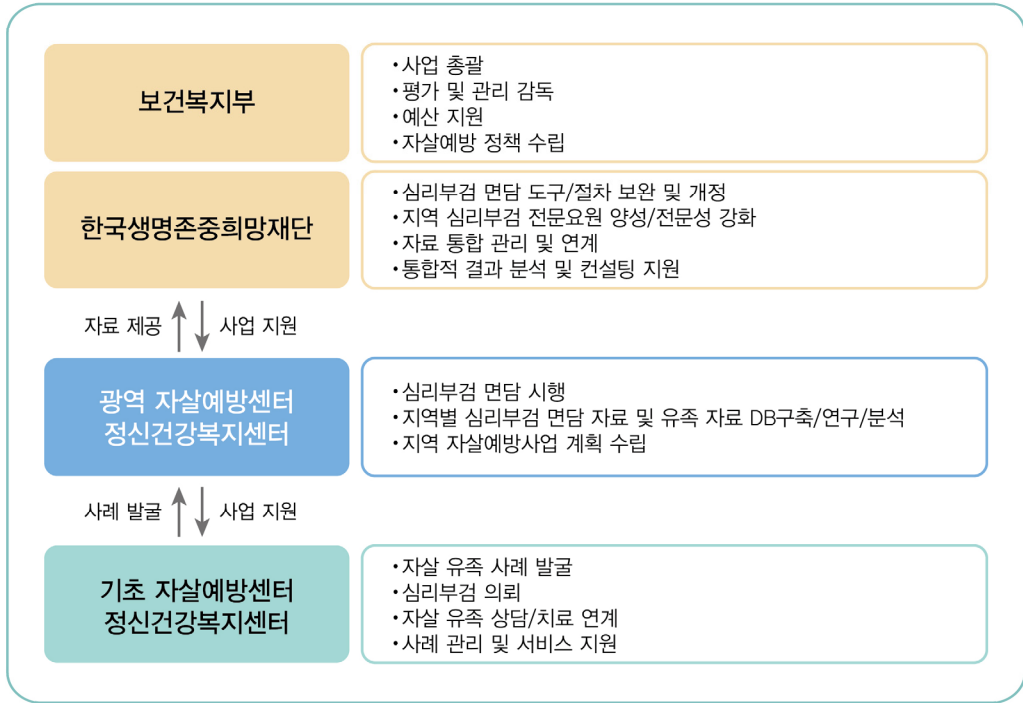 보건복지부
•사업 총괄
•평가 및 관리 감독
•예산 지원
•자살예방 정책 수립
한국생명존중희망재단
•심리부검 면담 도구/절차 보완 및 개정
•지역 심리부검 전문요원 양성/전문성 강화
•자료 통합 관리 및 연계
•통합적 결과 분석 및 컨설팅 지원
자료 제공
사업 지원
광역 자살예방센터
정신건강복지센터
•심리부검 면담 시행
•지역별 심리부검 면담 자료 및 유족 자료 DB구축/연구/분석
•지역 자살예방사업 계획 수립
사례 발굴
사업 지원
기초 자살예방센터
정신건강복지센터
•자살 유족 사례 발굴
•심리부검 의뢰
•자살 유족 상담/치료 연계
•사례 관리 및 서비스 지원